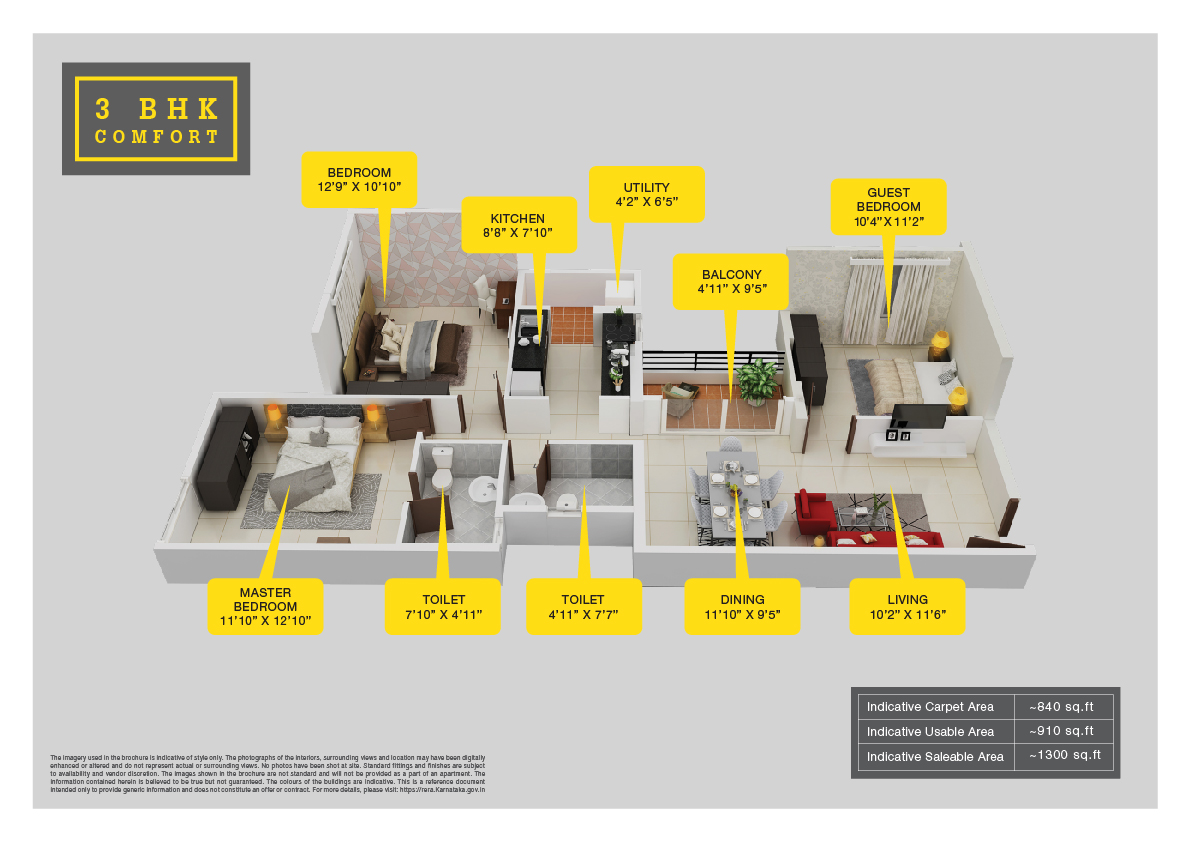 3 BHK
COMFORT
BEDROOM
12’9” X 10’10”
KITCHEN
8’8” X 7’10”
UTILITY
4’2” X 6’5”
BALCONY
4’11” X 9’5”
GUEST
BEDROOM
10’4” X 11’2”
MASTER
BEDROOM
11’10” X 12’10”
TOILET
7’10” X 4’11”
TOILET
4’11” X 7’7”
DINING
11’10” X 9’5”
LIVING
10’2” X 11’6”
Indicative Carpet Area ~840 sq.ft
Indicative Usable Area ~910 sq.ft
Indicative Saleable Area ~1300 sq.ft
The imagery used in the brochure is indicative of style only. The photographs of the interiors, surrounding views and location may have been digitally
enhanced or altered and do not represent actual or surrounding views. No photos have been shot at site. Standard fittings and finishes are subject
to availability and vendor discretion. The images shown in the brochure are not standard and will not be provided as a part of an apartment. The
information contained herein is believed to be true but not guaranteed. The colours of the buildings are indicative. This is a reference document
intended only to provide generic information and does not constitute an offer or contract. For more details, please visit: https://rera.Karnataka.gov.in